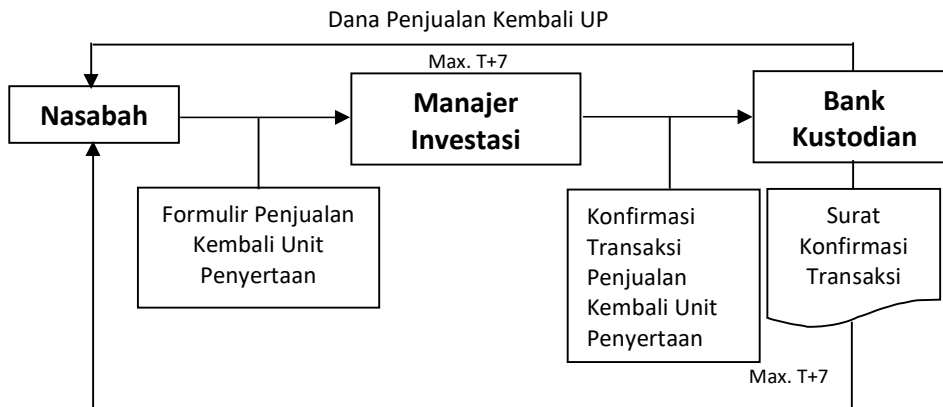 Dana Penjualan Kembali UP
Max. T+7
Nasabah
Manajer
Investasi
Bank
Kustodian
Formulir Penjualan
Kembali Unit
Penyertaan
Konfirmasi
Transaksi
Penjualan
Kembali Unit
Penyertaan
Surat
Konfirmasi
Transaksi
Max. T+7